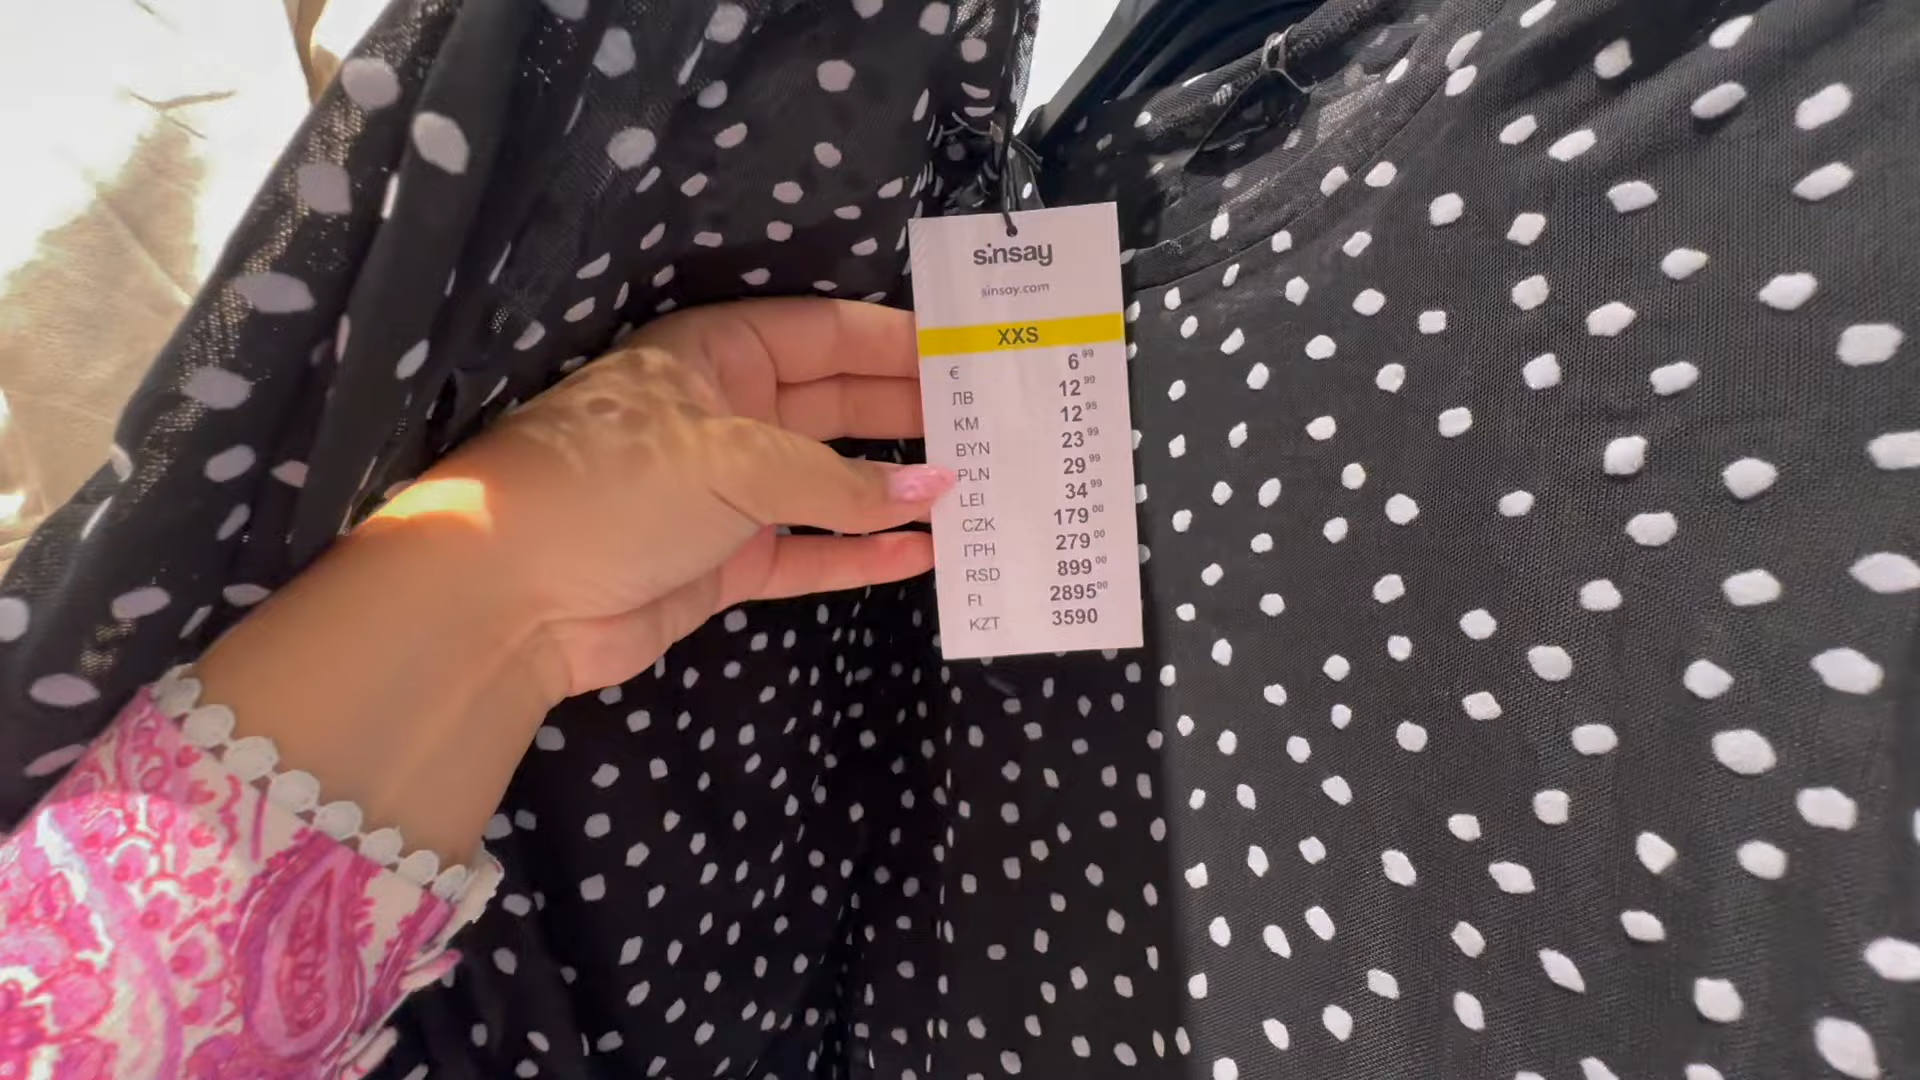 sinsay
sinsay.com
XXS
€ 6 99
ЛВ 12 99
KM 12 95
BYN 23 99
PLN 29 99
LEI 34 99
CZK 179 00
ГРН 279 00
RSD 899 00
Ft 2895 00
KZT 3590